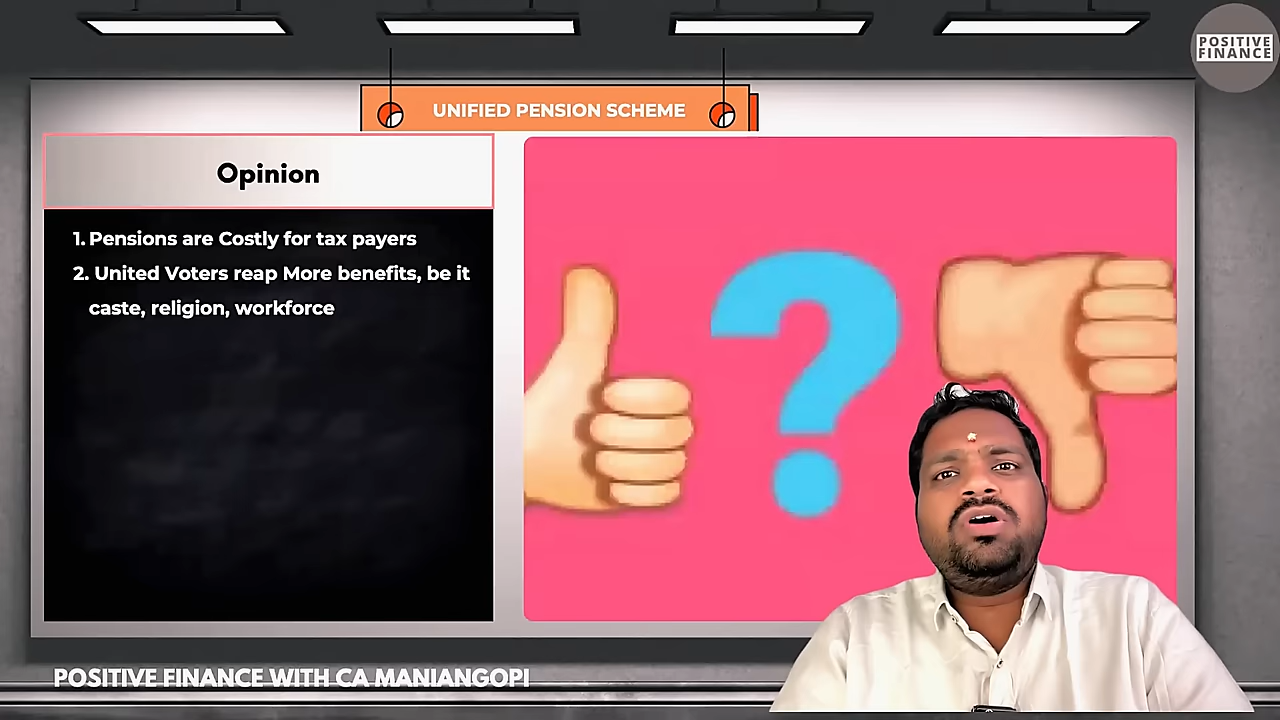 POSITIVE
FINANCE
UNIFIED PENSION SCHEME
Opinion
1. Pensions are Costly for tax payers
2. United Voters reap More benefits, be it
caste, religion, workforce
POSITIVE FINANCE WITH CA MANIANGOPI